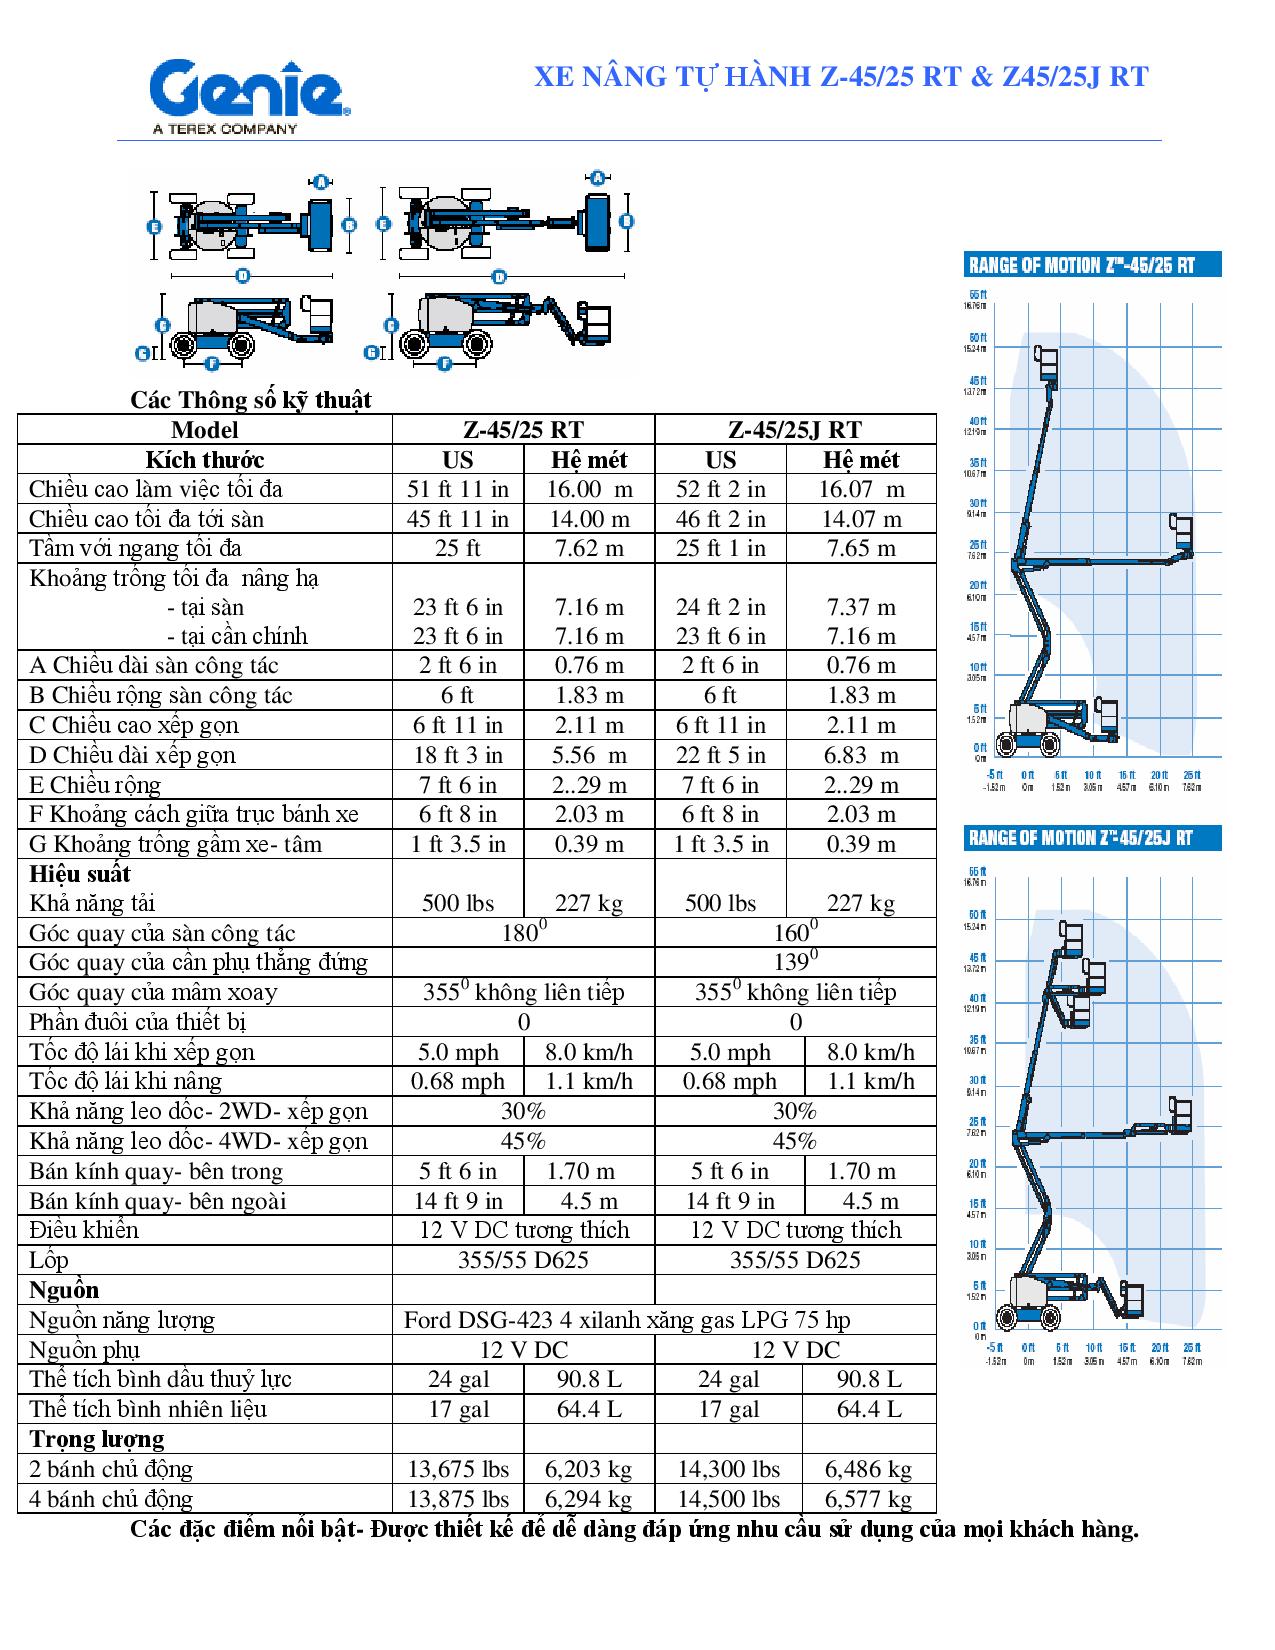 Genie®
A TEREX COMPANY
XE NÂNG TỰ HÀNH Z-45/25 RT & Z45/25J RT
A
A
E
B
E
B
D
D
C
C
G
G
F
F
Các Thông số kỹ thuật
Model Z-45/25 RT Z-45/25J RT
Kích thước US Hệ mét US Hệ mét
Chiều cao làm việc tối đa 51 ft 11 in 16.00 m 52 ft 2 in 16.07 m
Chiều cao tối đa tới sàn 45 ft 11 in 14.00 m 46 ft 2 in 14.07 m
Tầm với ngang tối đa 25 ft 7.62 m 25 ft 1 in 7.65 m
Khoảng trống tối đa nâng hạ
- tại sàn 23 ft 6 in 7.16 m 24 ft 2 in 7.37 m
- tại cần chính 23 ft 6 in 7.16 m 23 ft 6 in 7.16 m
A Chiều dài sàn công tác 2 ft 6 in 0.76 m 2 ft 6 in 0.76 m
B Chiều rộng sàn công tác 6 ft 1.83 m 6 ft 1.83 m
C Chiều cao xếp gọn 6 ft 11 in 2.11 m 6 ft 11 in 2.11 m
D Chiều dài xếp gọn 18 ft 3 in 5.56 m 22 ft 5 in 6.83 m
E Chiều rộng 7 ft 6 in 2..29 m 7 ft 6 in 2..29 m
F Khoảng cách giữa trục bánh xe 6 ft 8 in 2.03 m 6 ft 8 in 2.03 m
G Khoảng trống gầm xe- tâm 1 ft 3.5 in 0.39 m 1 ft 3.5 in 0.39 m
Hiệu suất
Khả năng tải 500 lbs 227 kg 500 lbs 227 kg
Góc quay của sàn công tác 180⁰ 160⁰
Góc quay của cần phụ thẳng đứng 139⁰
Góc quay của mâm xoay 355⁰ không liên tiếp 355⁰ không liên tiếp
Phần đuôi của thiết bị 0 0
Tốc độ lái khi xếp gọn 5.0 mph 8.0 km/h 5.0 mph 8.0 km/h
Tốc độ lái khi nâng 0.68 mph 1.1 km/h 0.68 mph 1.1 km/h
Khả năng leo dốc- 2WD- xếp gọn 30% 30%
Khả năng leo dốc- 4WD- xếp gọn 45% 45%
Bán kính quay- bên trong 5 ft 6 in 1.70 m 5 ft 6 in 1.70 m
Bán kính quay- bên ngoài 14 ft 9 in 4.5 m 14 ft 9 in 4.5 m
Điều khiển 12 V DC tương thích 12 V DC tương thích
Lốp 355/55 D625 355/55 D625
Nguồn
Nguồn năng lượng Ford DSG-423 4 xilanh xăng gas LPG 75 hp
Nguồn phụ 12 V DC 12 V DC
Thể tích bình dầu thuỷ lực 24 gal 90.8 L 24 gal 90.8 L
Thể tích bình nhiên liệu 17 gal 64.4 L 17 gal 64.4 L
Trọng lượng
2 bánh chủ động 13,675 lbs 6,203 kg 14,300 lbs 6,486 kg
4 bánh chủ động 13,875 lbs 6,294 kg 14,500 lbs 6,577 kg
Các đặc điểm nổi bật- Được thiết kế để dễ dàng đáp ứng nhu cầu sử dụng của mọi khách hàng.
RANGE OF MOTION Z™-45/25 RT
55 ft
16.76 m
50 ft
15.24 m
45 ft
13.72 m
40 ft
12.19 m
35 ft
10.67 m
30 ft
9.14 m
25 ft
7.62 m
20 ft
6.10 m
15 ft
4.57 m
10 ft
3.05 m
5 ft
1.52 m
0 ft
0 m
-5 ft 0 ft 5 ft 10 ft 15 ft 20 ft 25 ft
-1.52 m 0 m 1.52 m 3.05 m 4.57 m 6.10 m 7.62 m
RANGE OF MOTION Z™-45/25J RT
55 ft
16.76 m
50 ft
15.24 m
45 ft
13.72 m
40 ft
12.19 m
35 ft
10.67 m
30 ft
9.14 m
25 ft
7.62 m
20 ft
6.10 m
15 ft
4.57 m
10 ft
3.05 m
5 ft
1.52 m
0 ft
0 m
-5 ft 0 ft 5 ft 10 ft 15 ft 20 ft 25 ft
-1.52 m 0 m 1.52 m 3.05 m 4.57 m 6.10 m 7.62 m